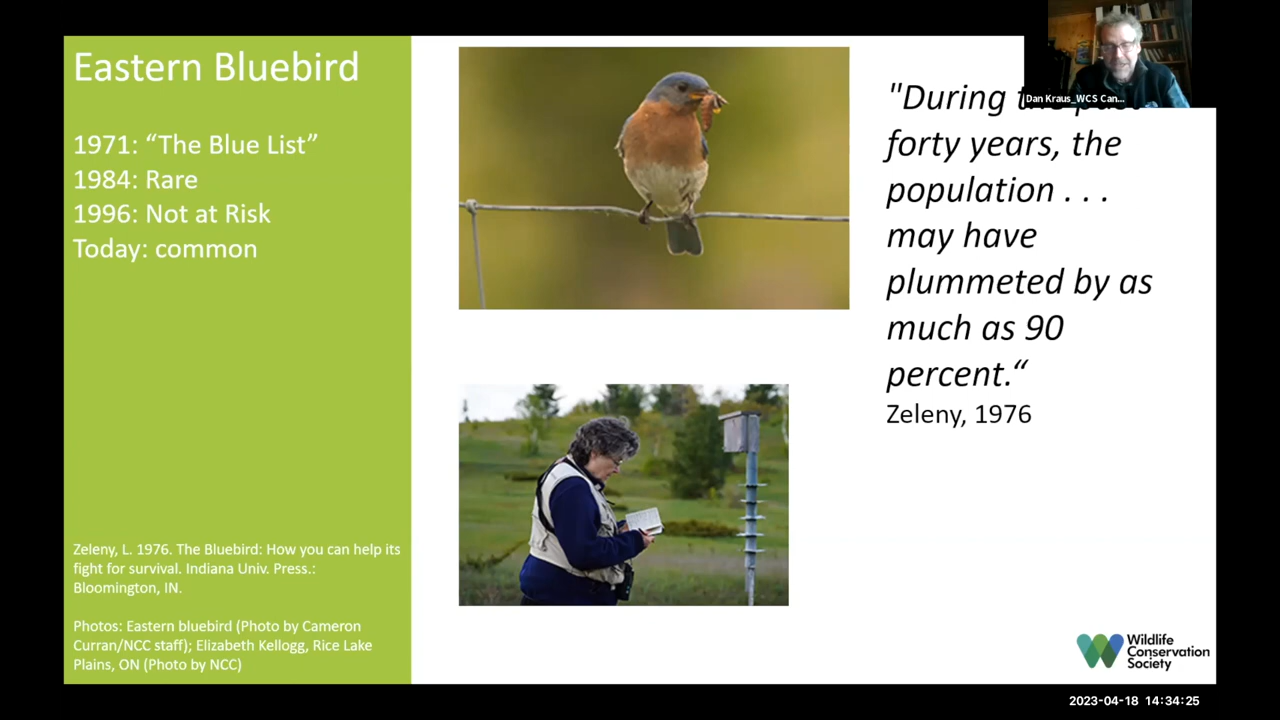 Eastern Bluebird
1971: “The Blue List”
1984: Rare
1996: Not at Risk
Today: common
Zeleny, L. 1976. The Bluebird: How you can help its
fight for survival. Indiana Univ. Press.:
Bloomington, IN.
Photos: Eastern bluebird (Photo by Cameron
Curran/NCC staff); Elizabeth Kellogg, Rice Lake
Plains, ON (Photo by NCC)
"During the past
forty years, the
population . . .
may have
plummeted by as
much as 90
percent.“
Zeleny, 1976
Dan Kraus_WCS Can...
Wildlife
Conservation
Society
2023-04-18 14:34:25